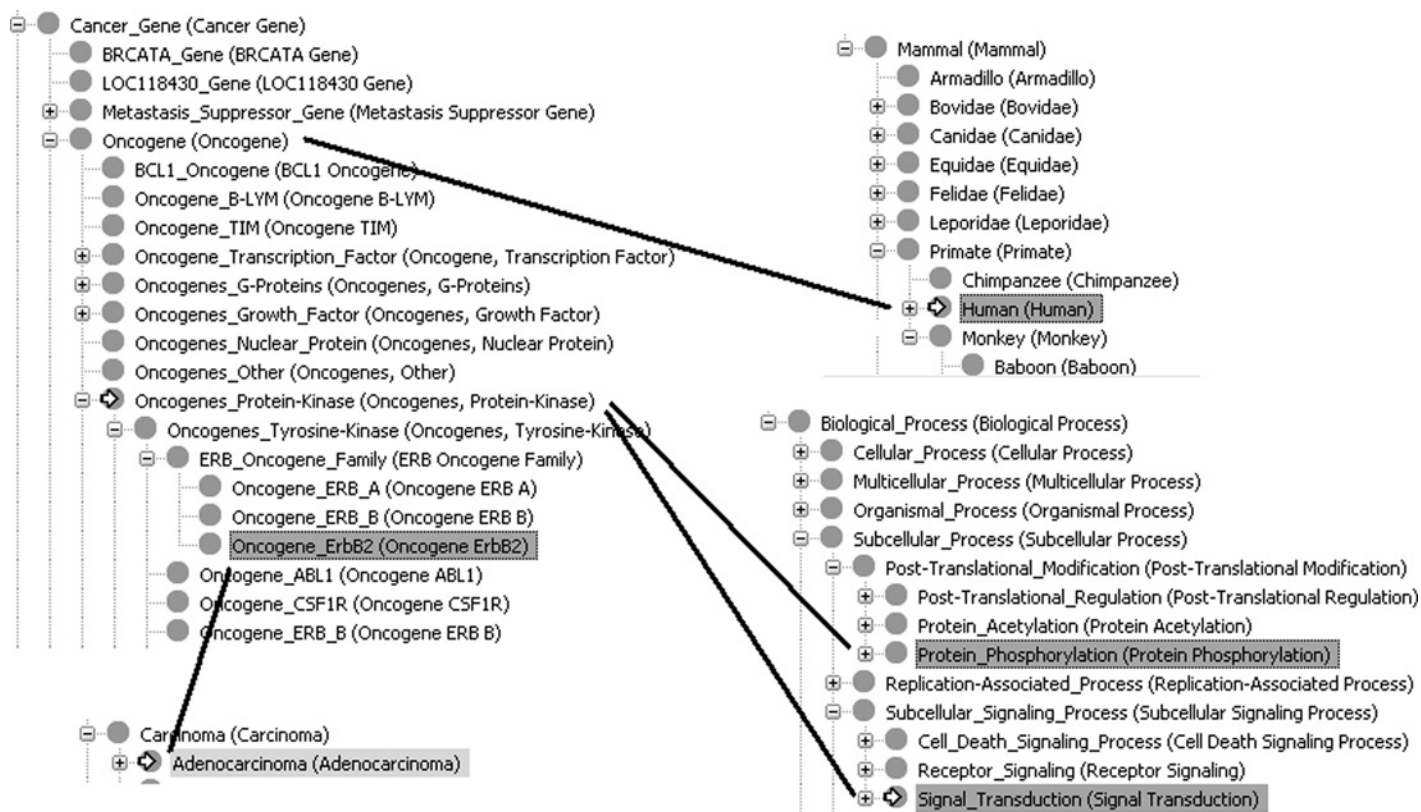 Cancer_Gene (Cancer Gene)
BRCATA_Gene (BRCATA Gene)
LOC118430_Gene (LOC118430 Gene)
Metastasis_Suppressor_Gene (Metastasis Suppressor Gene)
Oncogene (Oncogene)
BCL1_Oncogene (BCL1 Oncogene)
Oncogene_B-LYM (Oncogene B-LYM)
Oncogene_TIM (Oncogene TIM)
Oncogene_Transcription_Factor (Oncogene, Transcription Factor)
Oncogenes_G-Proteins (Oncogenes, G-Proteins)
Oncogenes_Growth_Factor (Oncogenes, Growth Factor)
Oncogenes_Nuclear_Protein (Oncogenes, Nuclear Protein)
Oncogenes_Other (Oncogenes, Other)
Oncogenes_Protein-Kinase (Oncogenes, Protein-Kinase)
Oncogenes_Tyrosine-Kinase (Oncogenes, Tyrosine-Kinase)
ERB_Oncogene_Family (ERB Oncogene Family)
Oncogene_ERB_A (Oncogene ERB A)
Oncogene_ERB_B (Oncogene ERB B)
Oncogene_ErbB2 (Oncogene ErbB2)
Oncogene_ABL1 (Oncogene ABL1)
Oncogene_CSF1R (Oncogene CSF1R)
Oncogene_ERB_B (Oncogene ERB B)
Carcinoma (Carcinoma)
Adenocarcinoma (Adenocarcinoma)
Mammal (Mammal)
Armadillo (Armadillo)
Bovidae (Bovidae)
Canidae (Canidae)
Equidae (Equidae)
Felidae (Felidae)
Leporidae (Leporidae)
Primate (Primate)
Chimpanzee (Chimpanzee)
Human (Human)
Monkey (Monkey)
Baboon (Baboon)
Biological_Process (Biological Process)
Cellular_Process (Cellular Process)
Multicellular_Process (Multicellular Process)
Organismal_Process (Organismal Process)
Subcellular_Process (Subcellular Process)
Post-Translational_Modification (Post-Translational Modification)
Post-Translational_Regulation (Post-Translational Regulation)
Protein_Acetylation (Protein Acetylation)
Protein_Phosphorylation (Protein Phosphorylation)
Replication-Associated_Process (Replication-Associated Process)
Subcellular_Signaling_Process (Subcellular Signaling Process)
Cell_Death_Signaling_Process (Cell Death Signaling Process)
Receptor_Signaling (Receptor Signaling)
Signal_Transduction (Signal Transduction)